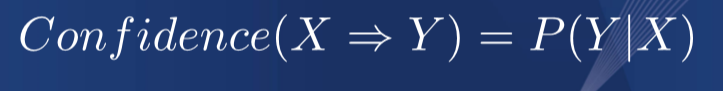 Confidence(X ⇒ Y) = P(Y|X)